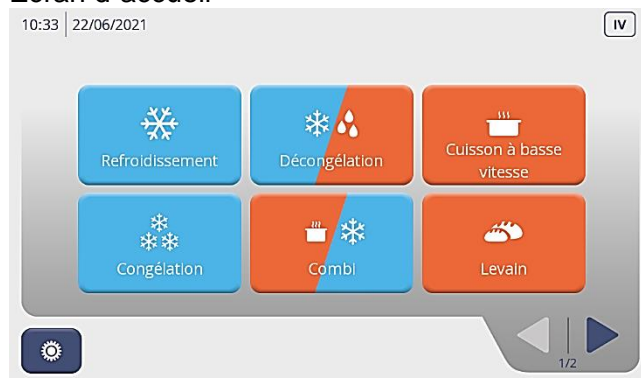 Ecran d'accueil
10:33 22/06/2021
IV
Refroidissement
Décongélation
Cuisson à basse
vitesse
Congélation
Combi
Levain
1/2